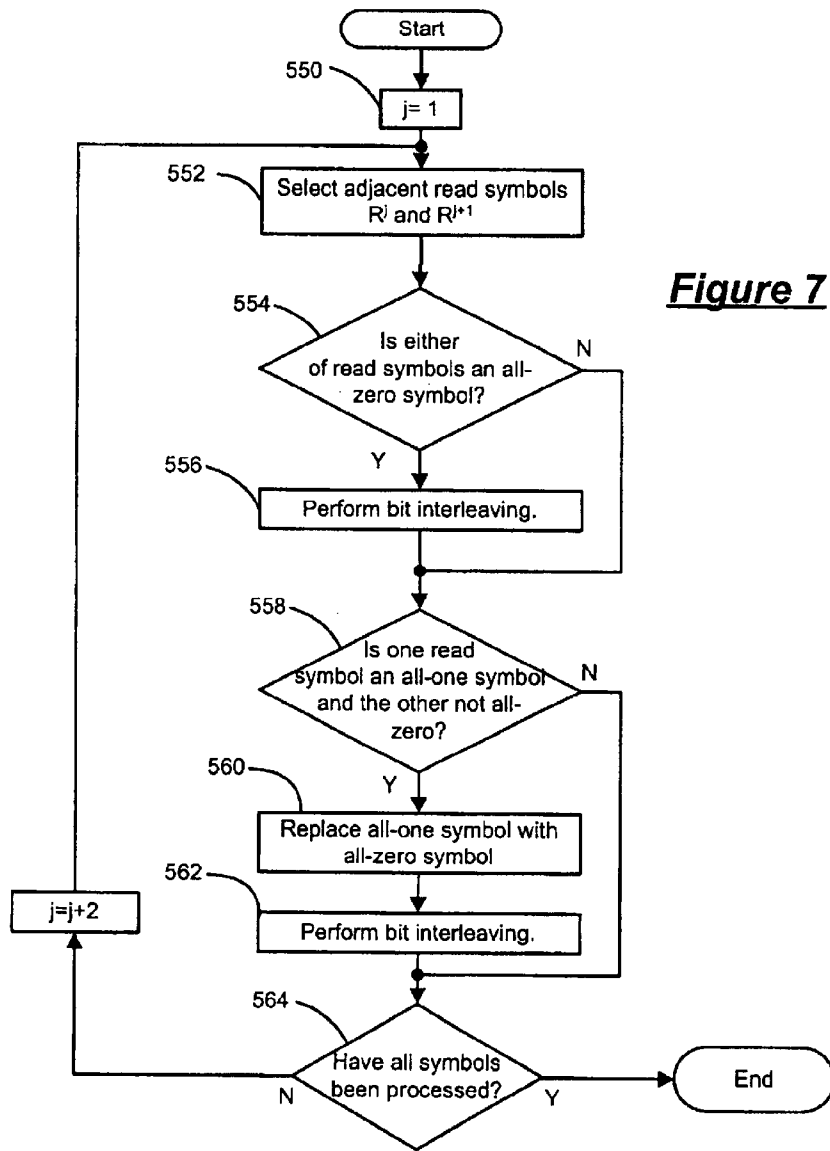 Start
550
j= 1
552
Select adjacent read symbols
R^j and R^j+1
Figure 7
554
Is either
of read symbols an all-
zero symbol?
N
Y
556
Perform bit interleaving.
558
Is one read
symbol an all-one symbol
and the other not all-
zero?
N
Y
560
Replace all-one symbol with
all-zero symbol
562
j=j+2
Perform bit interleaving.
564
Have all symbols
been processed?
N
Y
End